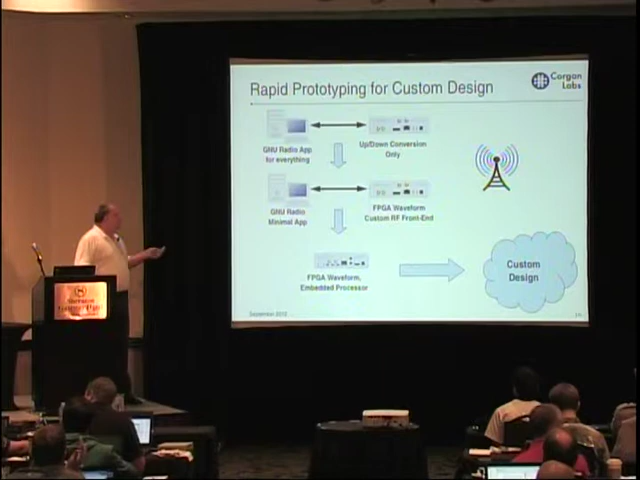 Rapid Prototyping for Custom Design
Corgan
Labs
GNU Radio App
for everything
Up/Down Conversion
Only
GNU Radio
Minimal App
FPGA Waveform
Custom RF Front-End
FPGA Waveform,
Embedded Processor
Custom
Design
September 2013